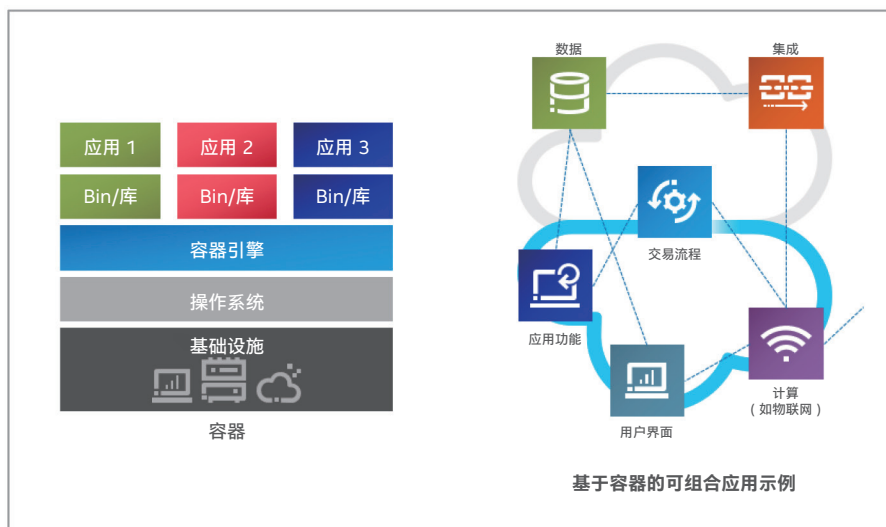 应用 1
应用 2
应用 3
Bin/库
Bin/库
Bin/库
容器引擎
操作系统
基础设施
容器
数据
集成
交易流程
应用功能
计算
（如物联网）
用户界面
基于容器的可组合应用示例